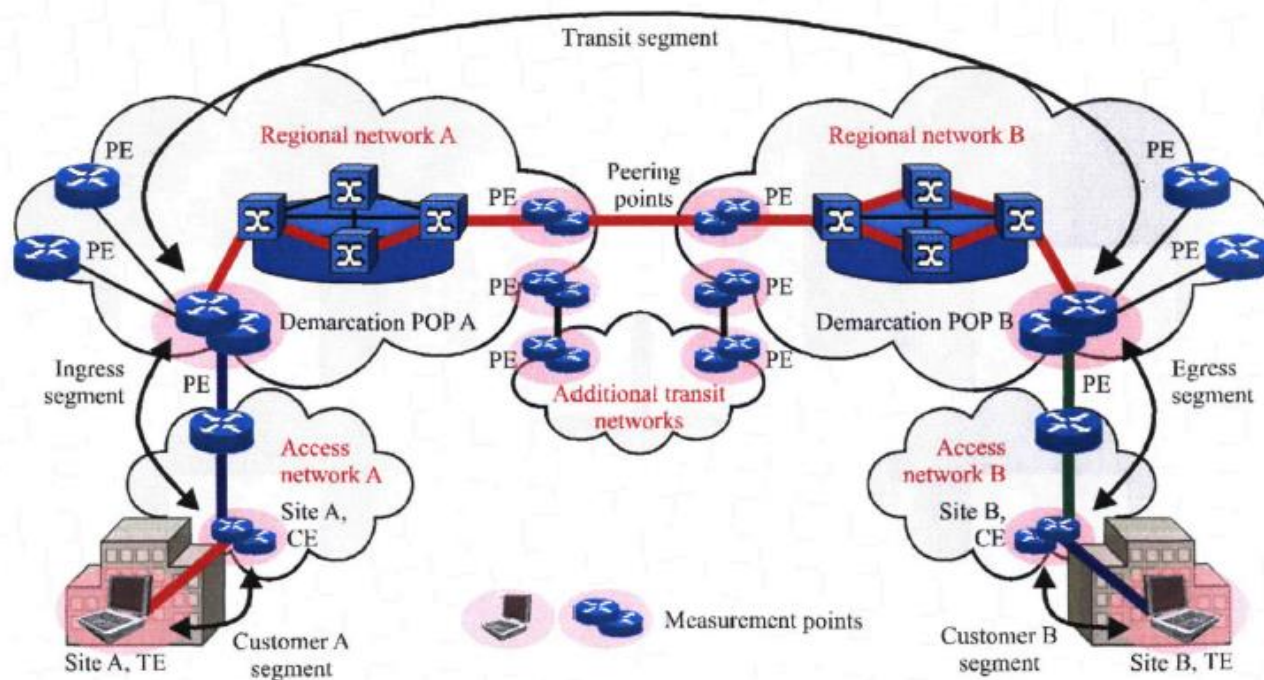 Transit segment
Regional network A
Regional network B
PE
PE
PE
Peering
points
PE
PE
PE
PE
PE
Demarcation POP A
Demarcation POP B
Ingress
segment
PE
PE
PE
PE
Egress
segment
Additional transit
networks
Access
network A
Access
network B
Site A,
CE
Site B,
CE
Measurement points
Customer A
segment
Customer B
segment
Site A, TE
Site B, TE